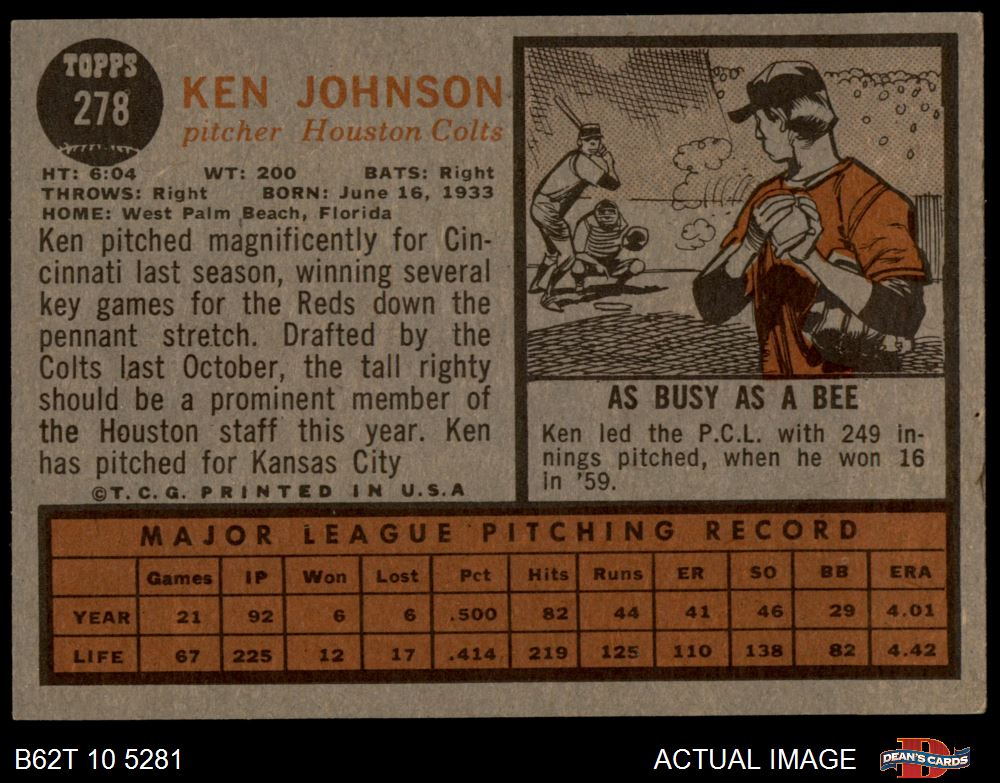 TOPPS
278
KEN JOHNSON
pitcher Houston Colts
HT: 6:04 WT: 200 BATS: Right
THROWS: Right BORN: June 16, 1933
HOME: West Palm Beach, Florida
Ken pitched magnificently for Cin-
cinnati last season, winning several
key games for the Reds down the
pennant stretch. Drafted by the
Colts last October, the tall righty
should be a prominent member of
the Houston staff this year. Ken
has pitched for Kansas City
©T. C. G. PRINTED IN U.S.A
AS BUSY AS A BEE
Ken led the P.C.L. with 249 in-
nings pitched, when he won 16
in '59.
MAJOR LEAGUE PITCHING RECORD
Games IP Won Lost Pct Hits Runs ER SO BB ERA
YEAR 21 92 6 6 .500 82 44 41 46 29 4.01
LIFE 67 225 12 17 .414 219 125 110 138 82 4.42
B62T 10 5281 ACTUAL IMAGE DEAN'S CARDS